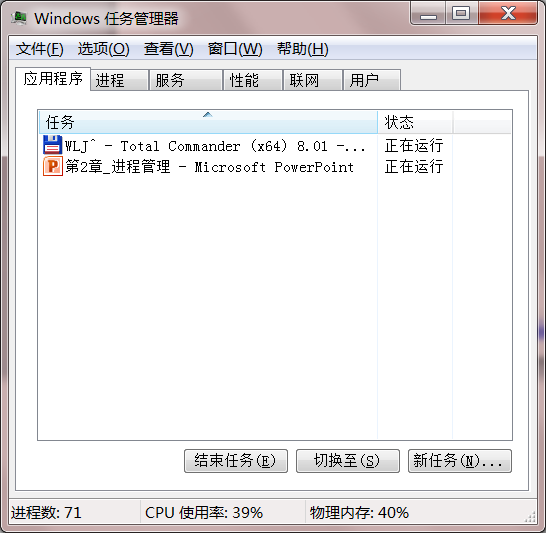 Windows 任务管理器
文件(F) 选项(O) 查看(V) 窗口(W) 帮助(H)
应用程序 进程 服务 性能 联网 用户
任务 状态
WLJ^ - Total Commander (x64) 8.01 -... 正在运行
第2章_进程管理 - Microsoft PowerPoint 正在运行
结束任务(E) 切换至(S) 新任务(N)...
进程数: 71 CPU 使用率: 39% 物理内存: 40%